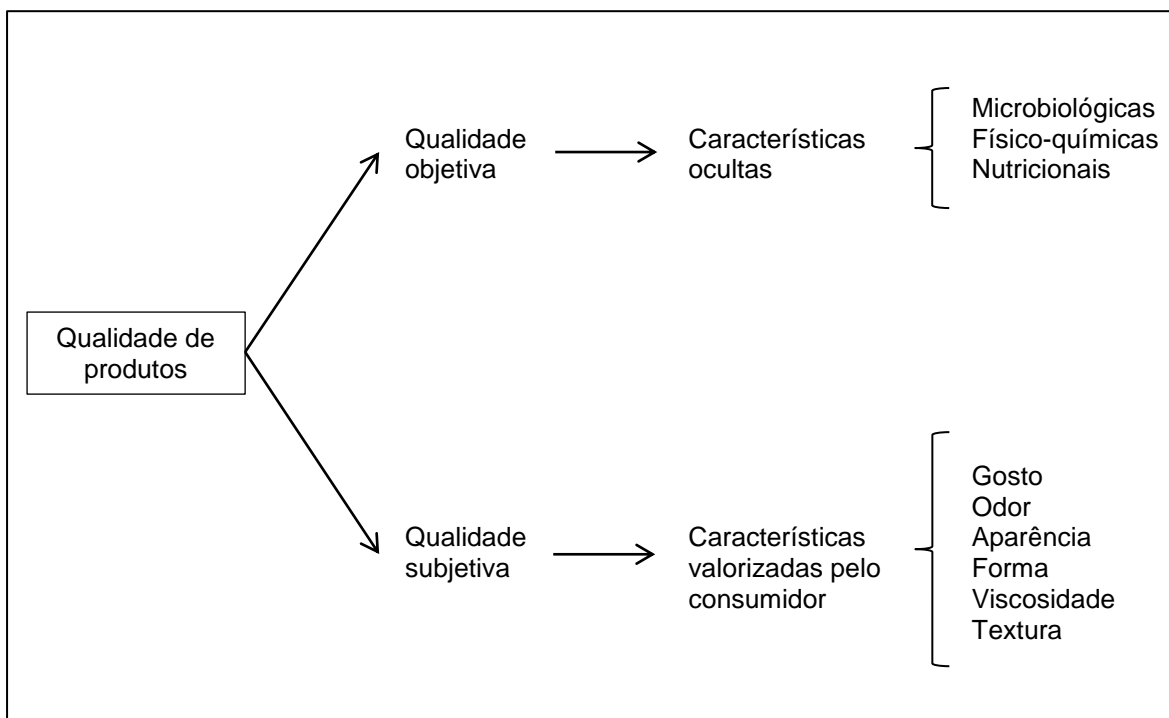 Qualidade de
produtos
Qualidade
objetiva
Características
ocultas
Microbiológicas
Físico-químicas
Nutricionais
Qualidade
subjetiva
Características
valorizadas pelo
consumidor
Gosto
Odor
Aparência
Forma
Viscosidade
Textura